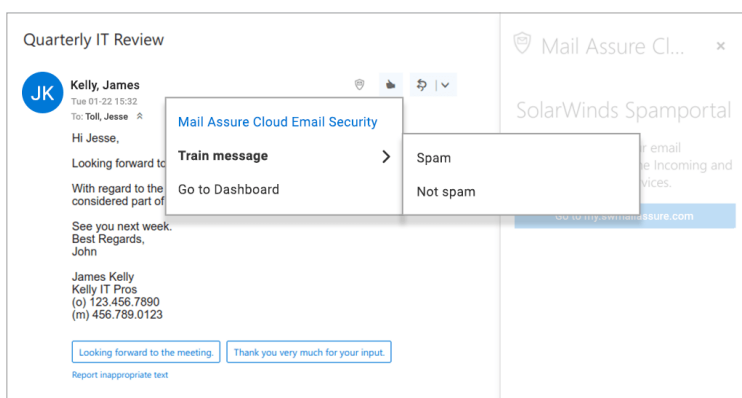 Quarterly IT Review
JK
Kelly, James
Tue 01-22 15:32
To: Toll, Jesse
Hi Jesse,
Looking forward to
With regard to the
considered part of
See you next week.
Best Regards,
John
James Kelly
Kelly IT Pros
(o) 123.456.7890
(m) 456.789.0123
Looking forward to the meeting.
Thank you very much for your input.
Report inappropriate text
Mail Assure Cloud Email Security
Train message
Go to Dashboard
Spam
Not spam
Mail Assure Cl... ×
SolarWinds Spamportal
email
Incoming and
Go to my.swmailassure.com